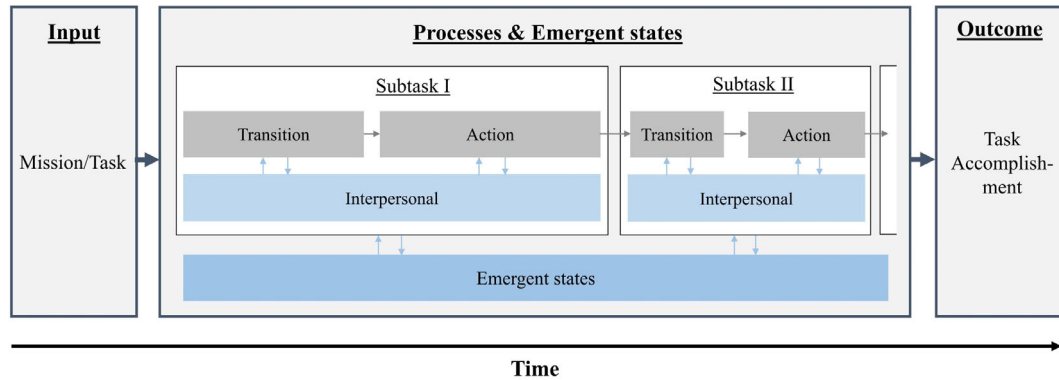 Input
Mission/Task
Processes & Emergent states
Subtask I
Transition
Action
Interpersonal
Subtask II
Transition
Action
Interpersonal
Emergent states
Outcome
Task
Accomplish-
ment
Time